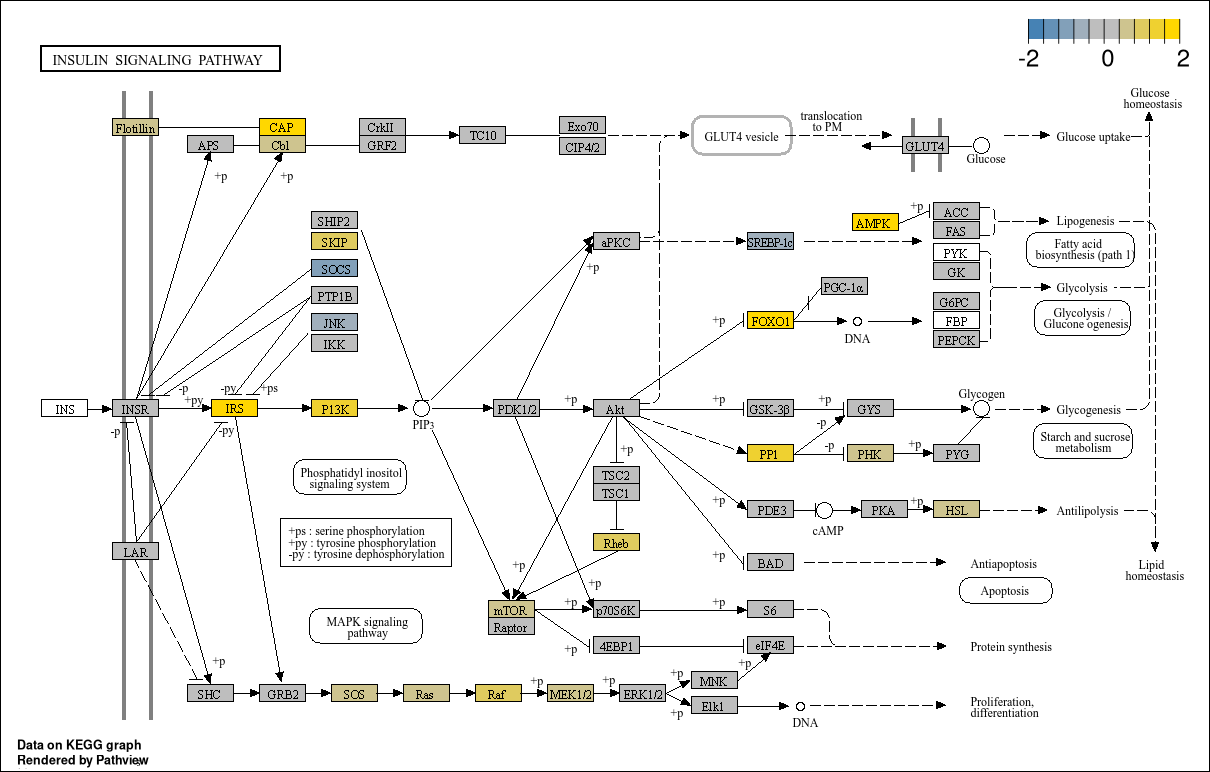 -2 0 2
INSULIN SIGNALING PATHWAY
Glucose
homeostasis
Flotillin CAP CrkII Exo70 translocation
to PM
Cbl APS GRF2 TC10 CIP4/2 GLUT4 vesicle GLUT4 Glucose Glucose uptake
+p +p
SHIP2 AMPK +p ACC Lipogenesis
SKIP aPKC SREBP-1c FAS Fatty acid
biosynthesis (path 1)
SOCS +p PYK
GK
PTP1B PGC-1α Glycolysis
JNK +p FOXO1 DNA G6PC Glycolysis /
Glucone ogenesis
IKK FBP
PEPCK
-p +py -py +ps
INS INSR IRS P13K PIP3 PDK1/2 +p Akt +p GSK-3β +p GYS Glycogen Glycogenesis
-p -py +p PP1 -p -p PHK +p PYG Starch and sucrose
metabolism
Phosphatidyl inositol
signaling system
TSC2
TSC1
+p PDE3 cAMP PKA +p HSL Antilipolysis
+ps : serine phosphorylation
+py : tyrosine phosphorylation
-py : tyrosine dephosphorylation
LAR Rheb +p BAD Antiapoptosis
Lipid
homeostasis
+p +p Apoptosis
MAPK signaling
pathway
mTOR +p p70S6K +p S6
Raptor +p 4EBP1 eIF4E Protein synthesis
+p +p +p +p +p
SHC GRB2 SOS Ras Raf MEK1/2 ERK1/2 MNK
+p Elk1 DNA Proliferation,
differentiation
Data on KEGG graph
Rendered by Pathview